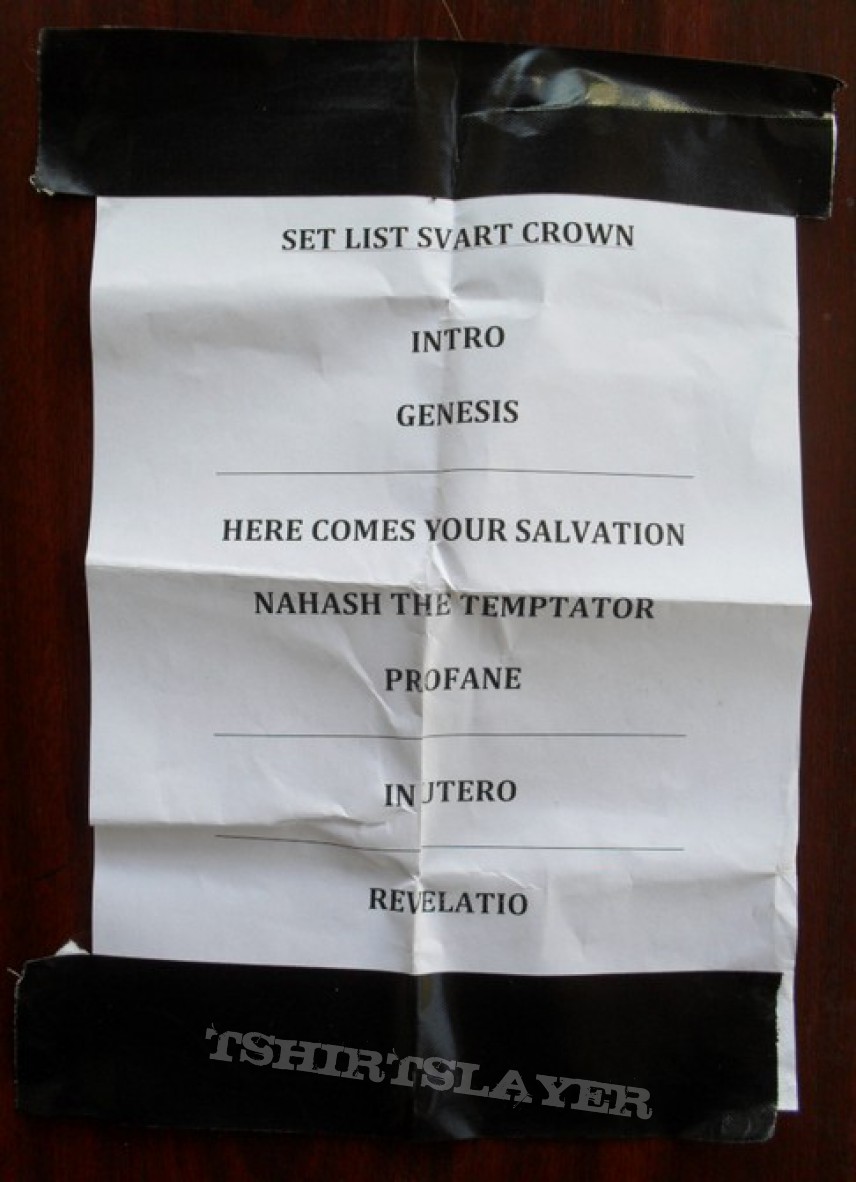 SET LIST SVART CROWN
INTRO
GENESIS
HERE COMES YOUR SALVATION
NAHASH THE TEMPTATOR
PROFANE
IN UTERO
REVELATIO
TSHIRTSLAYER